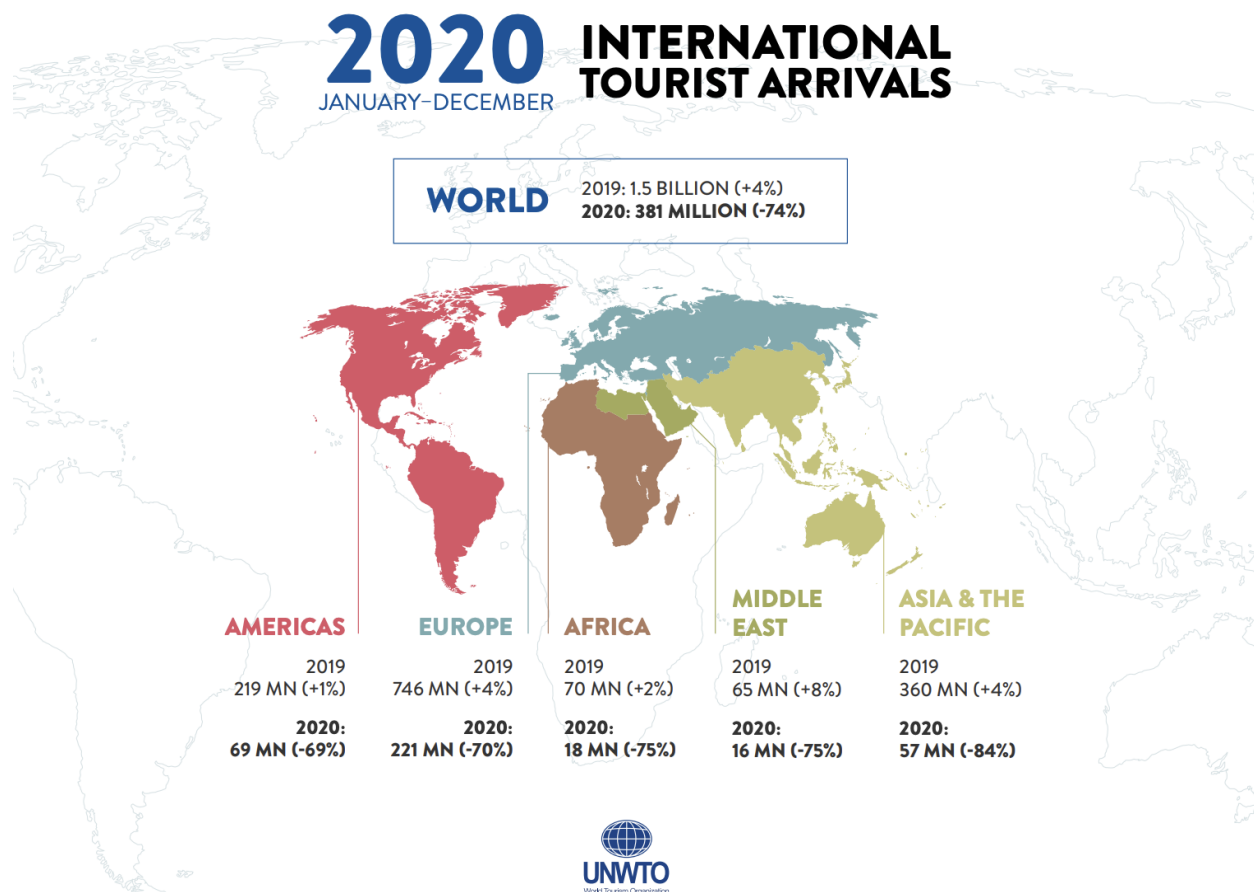 2020
JANUARY–DECEMBER
INTERNATIONAL
TOURIST ARRIVALS
WORLD
2019: 1.5 BILLION (+4%)
2020: 381 MILLION (-74%)
AMERICAS
2019
219 MN (+1%)
2020:
69 MN (-69%)
EUROPE
2019
746 MN (+4%)
2020:
221 MN (-70%)
AFRICA
2019
70 MN (+2%)
2020:
18 MN (-75%)
MIDDLE
EAST
2019
65 MN (+8%)
2020:
16 MN (-75%)
ASIA & THE
PACIFIC
2019
360 MN (+4%)
2020:
57 MN (-84%)
UNWTO
World Tourism Organization